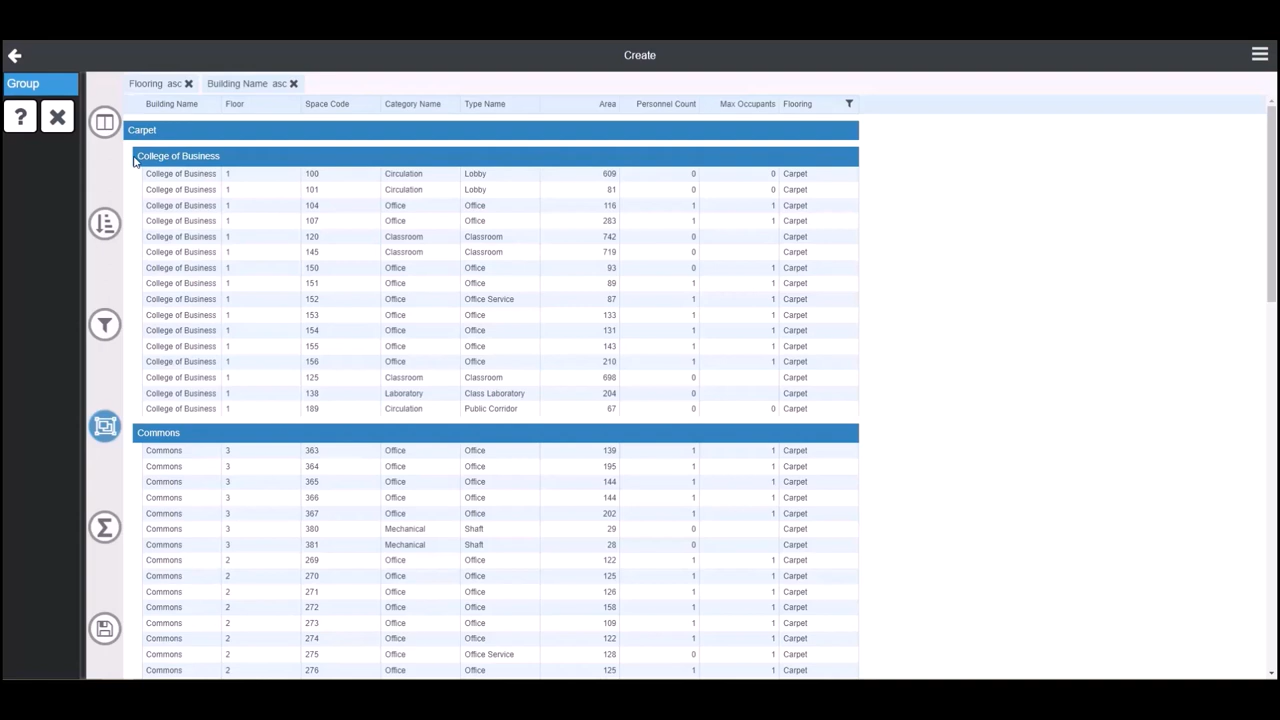 Create
Group
Flooring asc Building Name asc
?
Building Name Floor Space Code Category Name Type Name Area Personnel Count Max Occupants Flooring
Carpet
College of Business
College of Business 1 100 Circulation Lobby 609 0 0 Carpet
College of Business 1 101 Circulation Lobby 81 0 0 Carpet
College of Business 1 104 Office Office 116 1 1 Carpet
College of Business 1 107 Office Office 283 1 1 Carpet
College of Business 1 120 Classroom Classroom 742 0 Carpet
College of Business 1 145 Classroom Classroom 719 0 Carpet
College of Business 1 150 Office Office 93 0 1 Carpet
College of Business 1 151 Office Office 89 1 1 Carpet
College of Business 1 152 Office Office Service 87 1 1 Carpet
College of Business 1 153 Office Office 133 1 1 Carpet
College of Business 1 154 Office Office 131 1 1 Carpet
College of Business 1 155 Office Office 143 1 1 Carpet
College of Business 1 156 Office Office 210 1 1 Carpet
College of Business 1 125 Classroom Classroom 698 0 Carpet
College of Business 1 138 Laboratory Class Laboratory 204 0 Carpet
College of Business 1 189 Circulation Public Corridor 67 0 0 Carpet
Commons
Commons 3 363 Office Office 139 1 1 Carpet
Commons 3 364 Office Office 195 1 1 Carpet
Commons 3 365 Office Office 144 1 1 Carpet
Commons 3 366 Office Office 144 1 1 Carpet
Commons 3 367 Office Office 202 1 1 Carpet
Commons 3 380 Mechanical Shaft 29 0 Carpet
Commons 3 381 Mechanical Shaft 28 0 Carpet
Commons 2 269 Office Office 122 1 1 Carpet
Commons 2 270 Office Office 125 1 1 Carpet
Commons 2 271 Office Office 126 1 1 Carpet
Commons 2 272 Office Office 158 1 1 Carpet
Commons 2 273 Office Office 109 1 1 Carpet
Commons 2 274 Office Office 122 1 1 Carpet
Commons 2 275 Office Office Service 128 0 1 Carpet
Commons 2 276 Office Office 125 1 1 Carpet